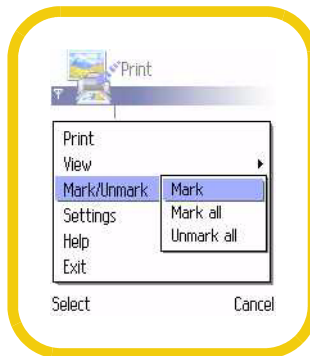 Print
Print
View
Mark/Unmark
Mark
Settings
Mark all
Help
Unmark all
Exit
Select
Cancel